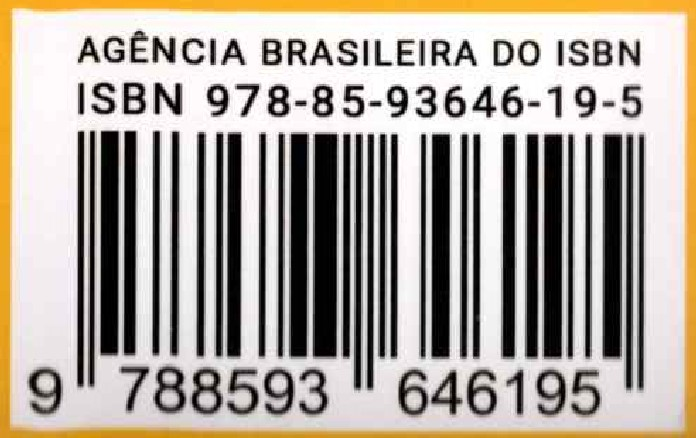 AGÊNCIA BRASILEIRA DO ISBN
ISBN 978-85-93646-19-5
9 788593 646195